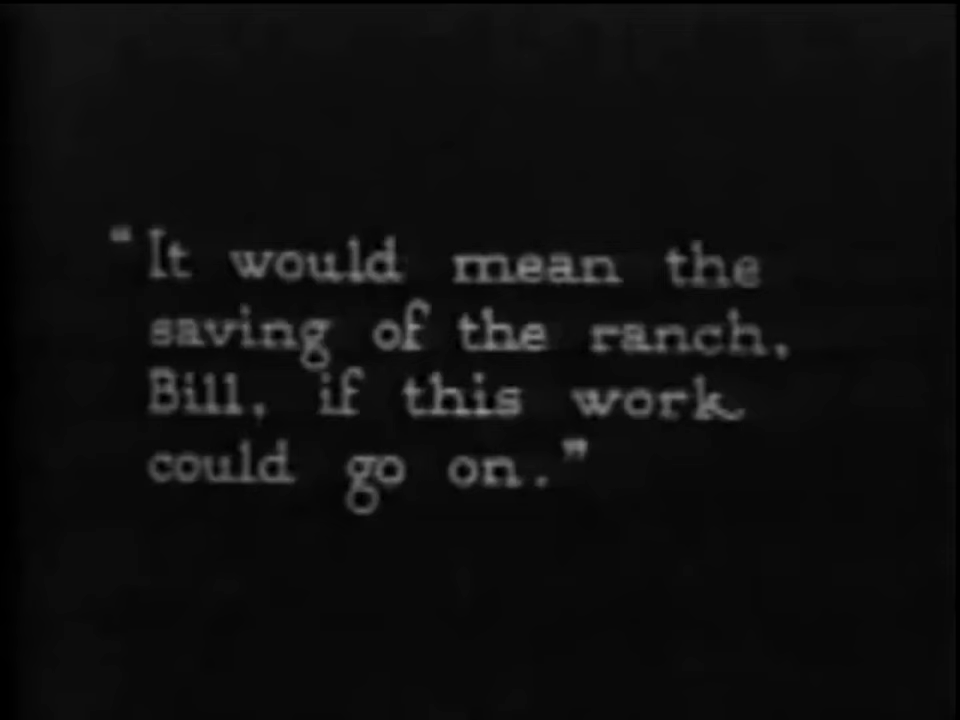 “It would mean the
saving of the ranch,
Bill, if this work
could go on.”